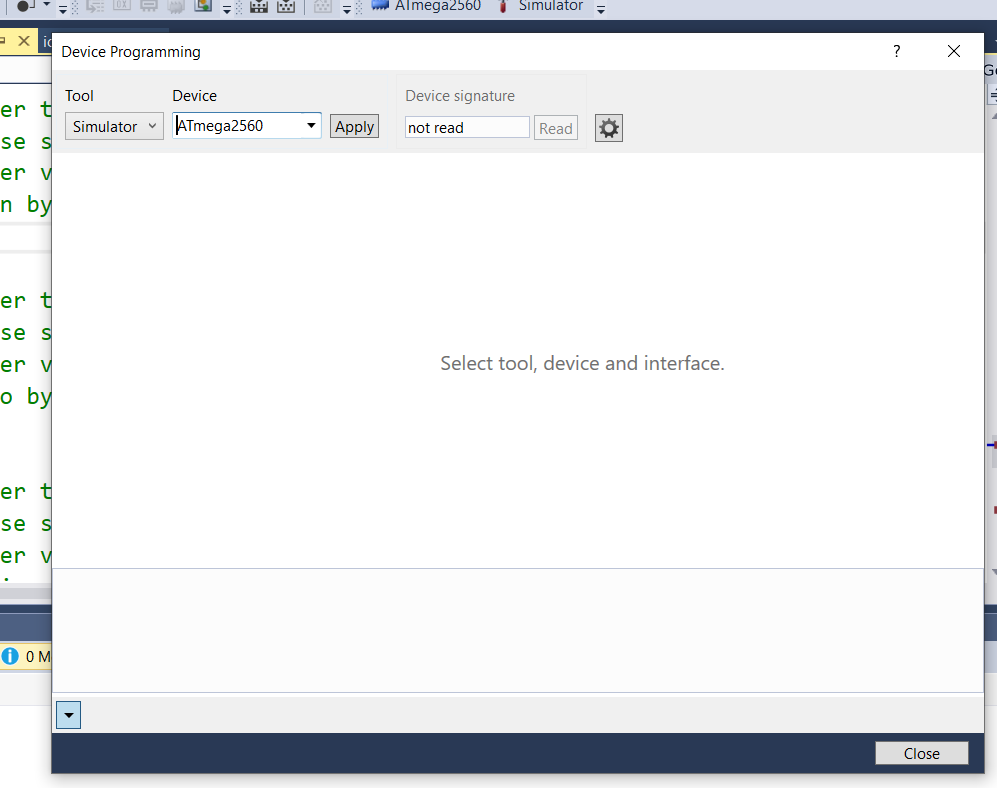 ATmega2560 Simulator
Device Programming
?
Tool Device Device signature
Simulator ATmega2560 Apply not read Read
er t
se s
er v
n by
er t
se s
er v
o by
er t
se s
er v
Select tool, device and interface.
0 M
Close